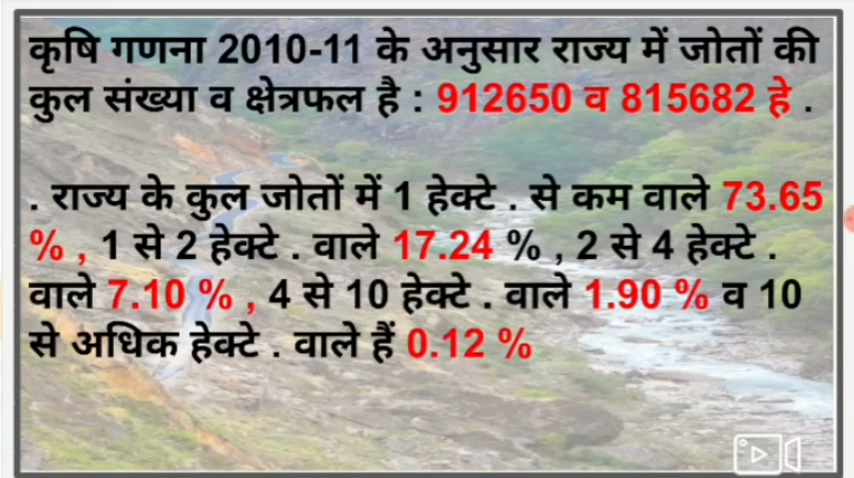 कृषि गणना 2010-11 के अनुसार राज्य में जोतों की
कुल संख्या व क्षेत्रफल है : 912650 व 815682 हे .
. राज्य के कुल जोतों में 1 हेक्टे . से कम वाले 73.65
% , 1 से 2 हेक्टे . वाले 17.24 % , 2 से 4 हेक्टे .
वाले 7.10 % , 4 से 10 हेक्टे . वाले 1.90 % व 10
से अधिक हेक्टे . वाले हैं 0.12 %